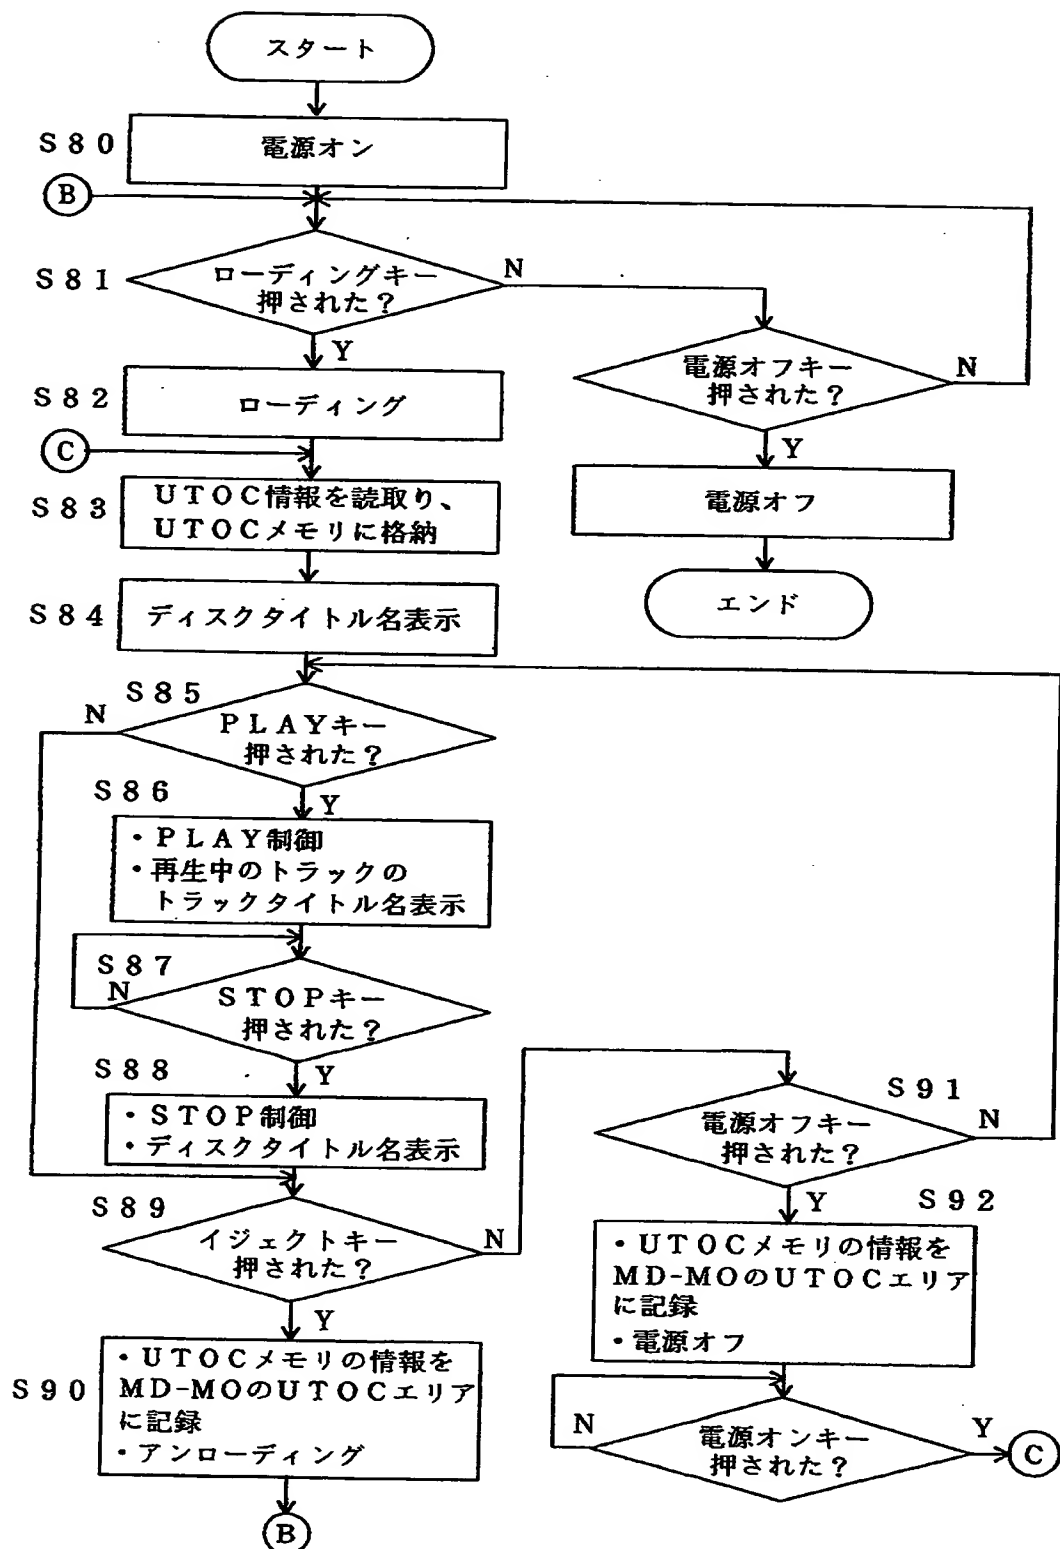 スタート
S80
電源オン
B
S81
ローディングキー
押された?
N
Y
電源オフキー
押された?
N
Y
S82
ローディング
C
電源オフ
S83
UTOC情報を読取り、
UTOCメモリに格納
エンド
S84
ディスクタイトル名表示
S85
N
PLAYキー
押された?
Y
S86
・PLAY制御
・再生中のトラックの
トラックタイトル名表示
S87
N
STOPキー
押された?
Y
S88
・STOP制御
・ディスクタイトル名表示
S89
イジェクトキー
押された?
N
Y
S90
・UTOCメモリの情報を
MD-MOのUTOCエリア
に記録
・アンローディング
B
S91
電源オフキー
押された?
N
Y
S92
・UTOCメモリの情報を
MD-MOのUTOCエリア
に記録
・電源オフ
N
電源オンキー
押された?
Y
C